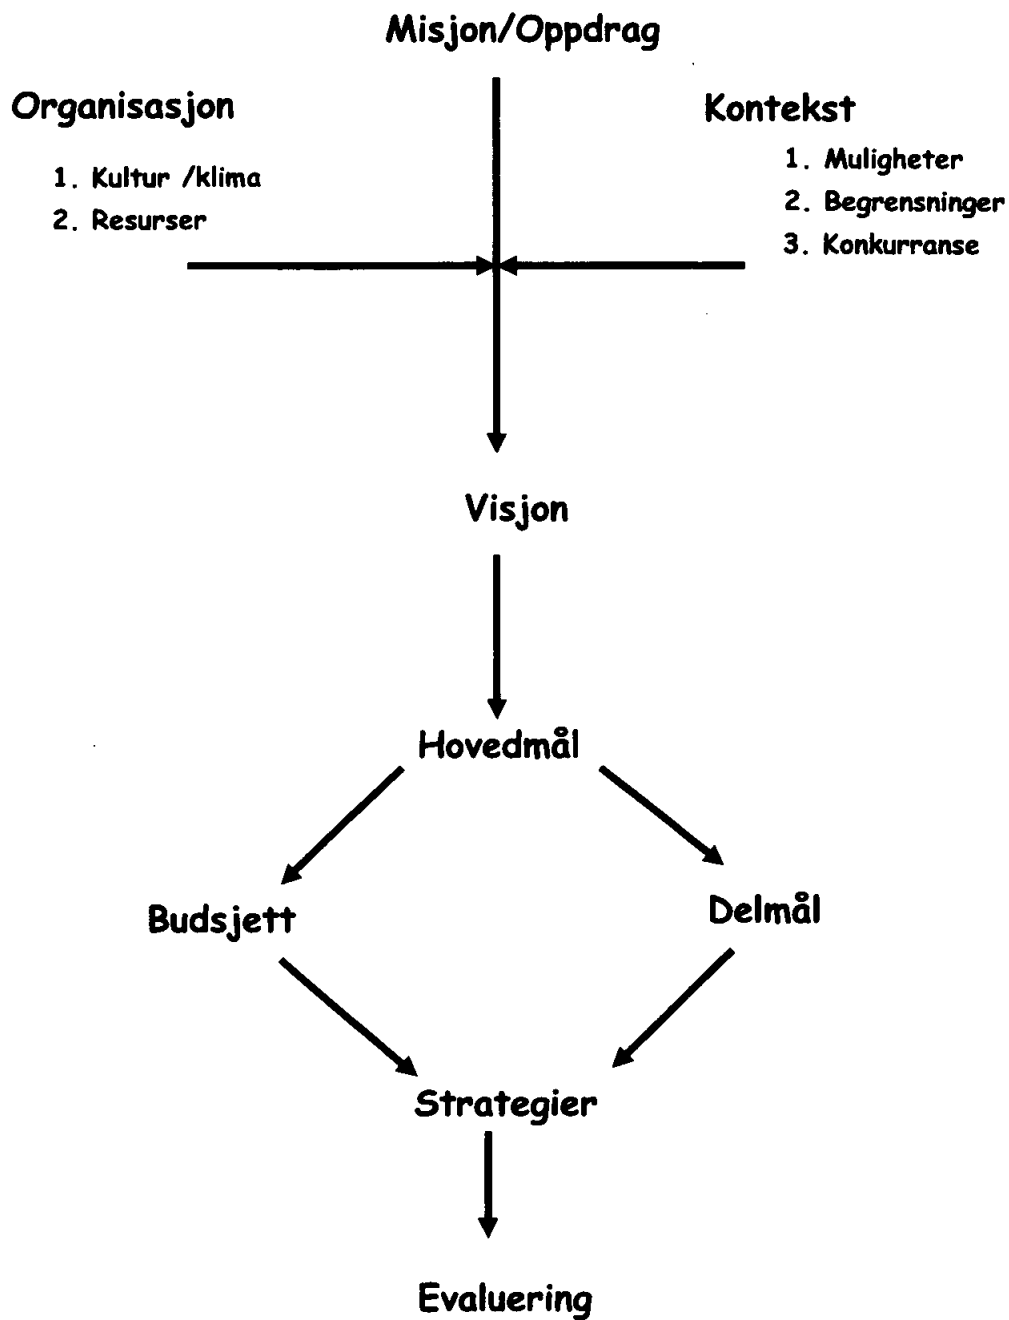 Misjon/Oppdrag
Organisasjon
1. Kultur /klima
2. Resurser
Kontekst
1. Muligheter
2. Begrensninger
3. Konkurranse
Visjon
Hovedmål
Budsjett
Delmål
Strategier
Evaluering